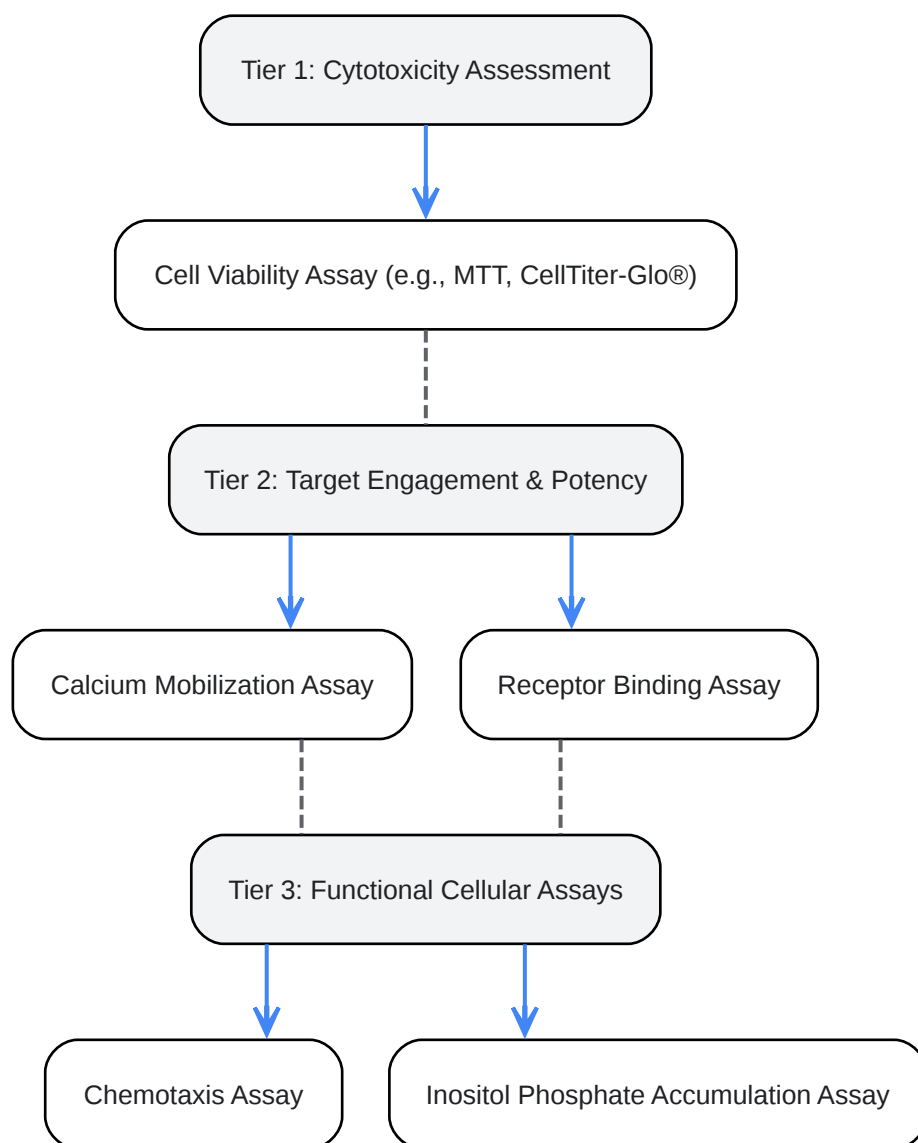 Tier 1: Cytotoxicity Assessment
Cell Viability Assay (e.g., MTT, CellTiter-Glo®)
Tier 2: Target Engagement & Potency
Calcium Mobilization Assay
Receptor Binding Assay
Tier 3: Functional Cellular Assays
Chemotaxis Assay
Inositol Phosphate Accumulation Assay